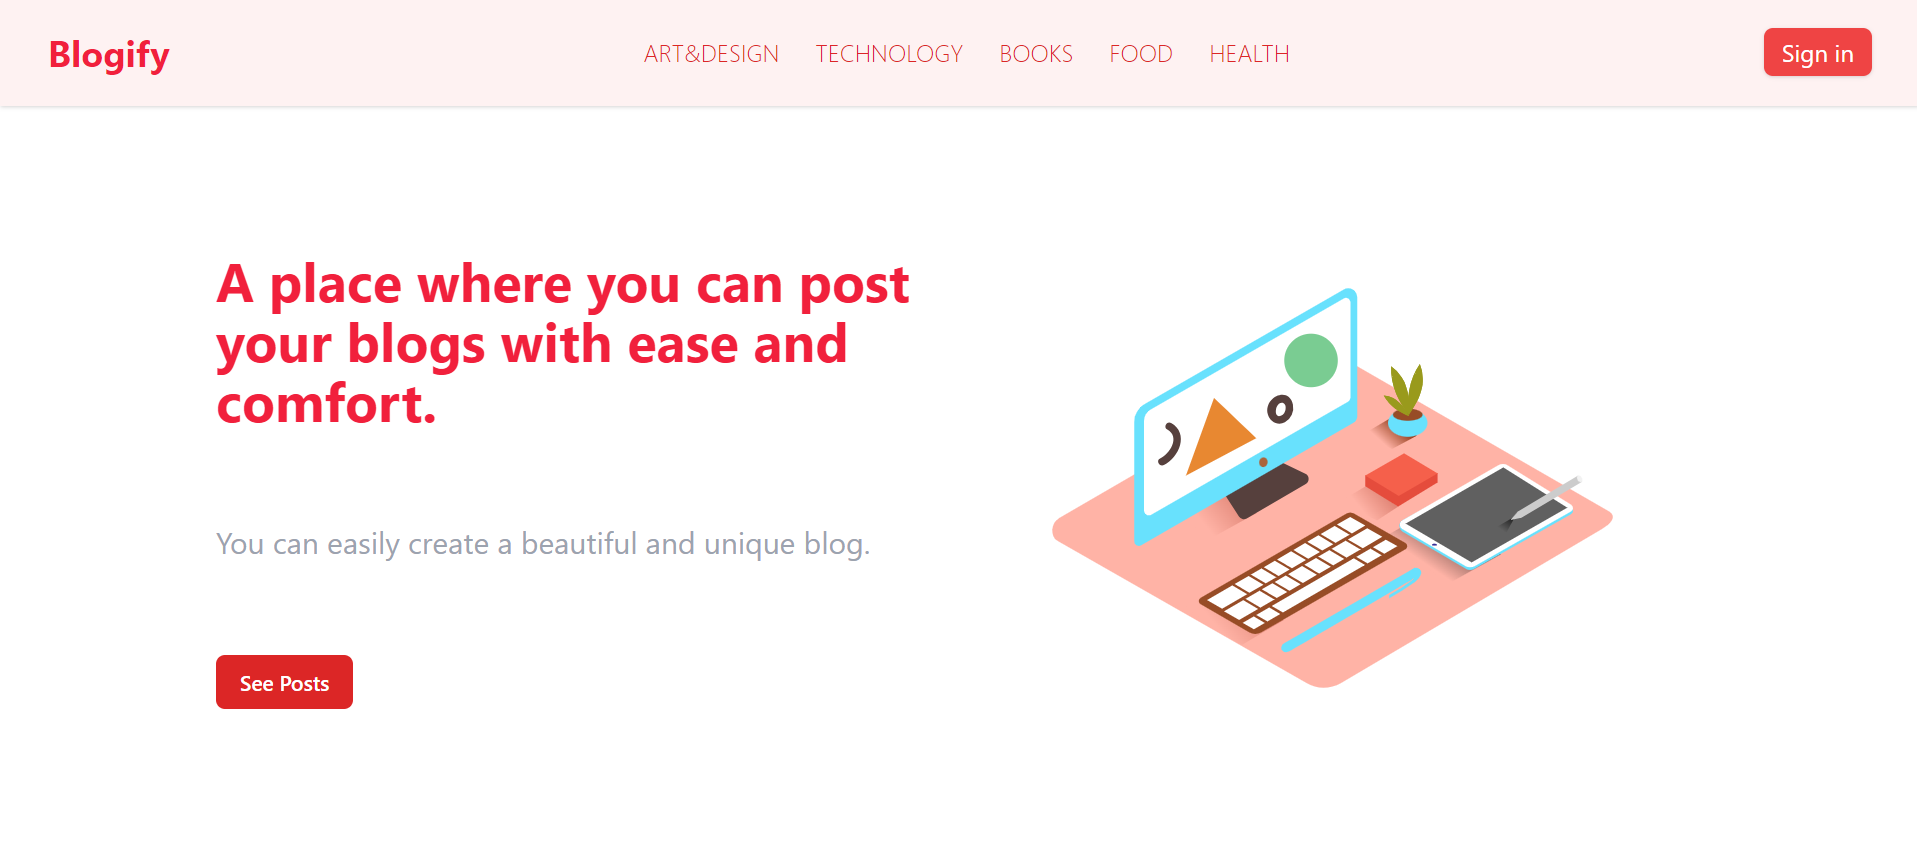 Blogify
ART&DESIGN TECHNOLOGY BOOKS FOOD HEALTH
Sign in
A place where you can post
your blogs with ease and
comfort.
You can easily create a beautiful and unique blog.
See Posts